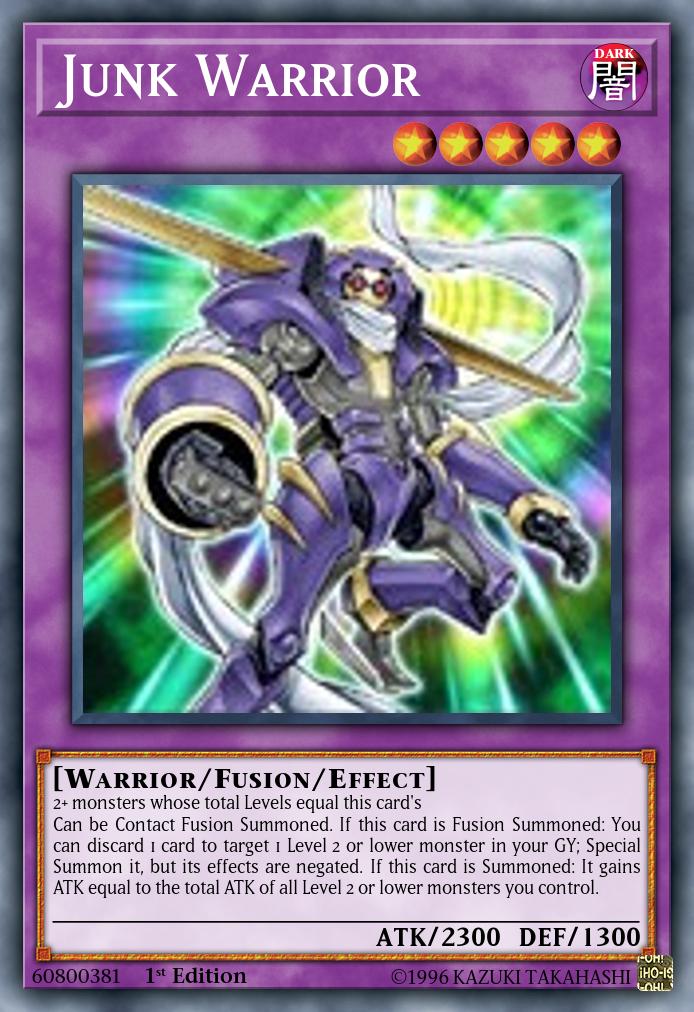 Junk Warrior
DARK
闇
[Warrior/Fusion/Effect]
2+ monsters whose total Levels equal this card's
Can be Contact Fusion Summoned. If this card is Fusion Summoned: You
can discard 1 card to target 1 Level 2 or lower monster in your GY; Special
Summon it, but its effects are negated. If this card is Summoned: It gains
ATK equal to the total ATK of all Level 2 or lower monsters you control.
ATK/2300 DEF/1300
60800381 1st Edition ©1996 KAZUKI TAKAHASHI